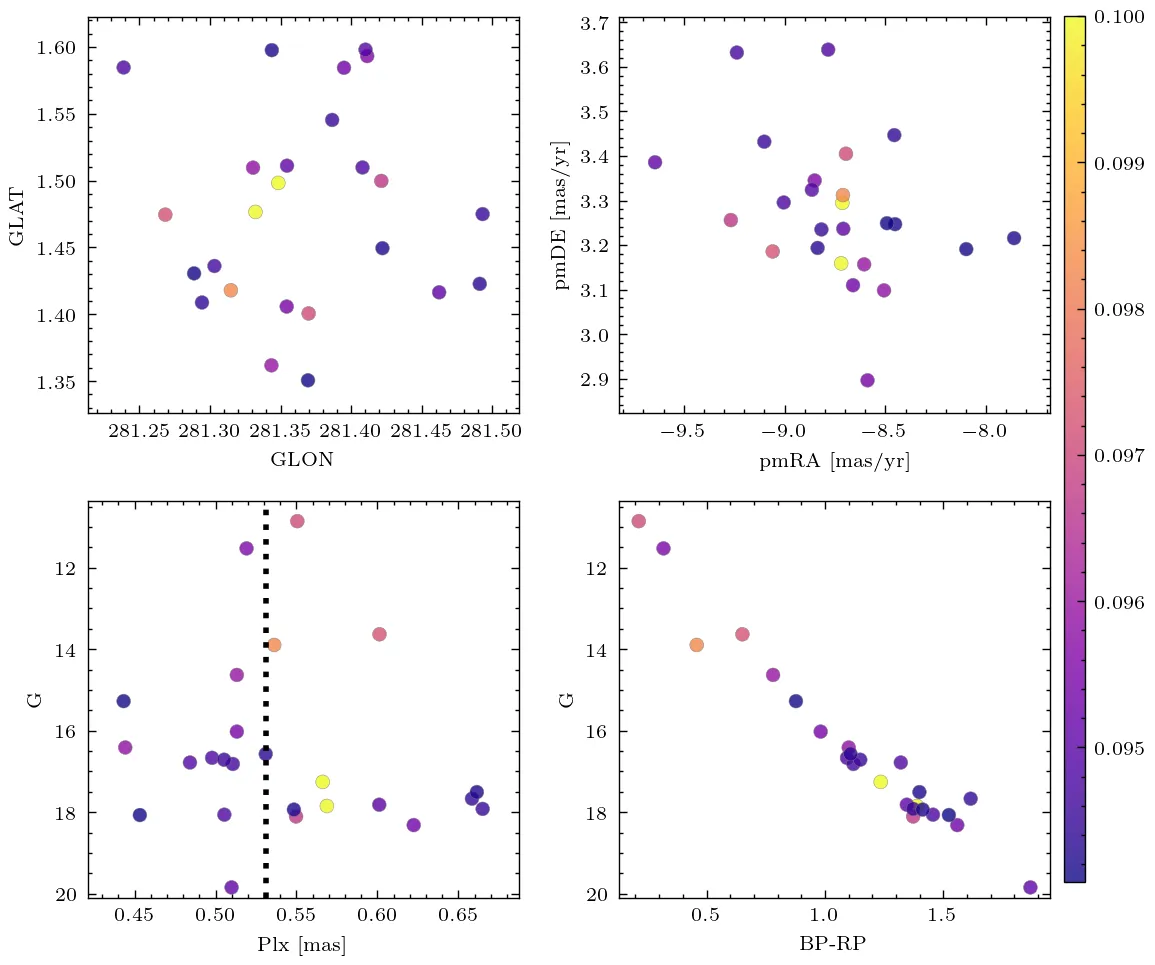 1.60
1.55
1.50
1.45
1.40
1.35
GLAT
281.25 281.30 281.35 281.40 281.45 281.50
GLON
3.7
3.6
3.5
3.4
3.3
3.2
3.1
3.0
2.9
pmDE [mas/yr]
−9.5 −9.0 −8.5 −8.0
pmRA [mas/yr]
0.100
0.099
0.098
0.097
0.096
0.095
12
14
16
18
20
G
0.45 0.50 0.55 0.60 0.65
Plx [mas]
12
14
16
18
20
G
0.5 1.0 1.5
BP-RP